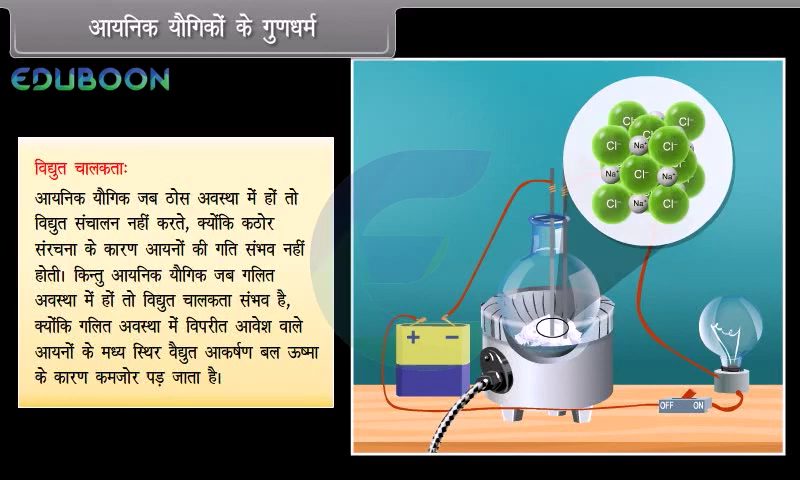 आयनिक यौगिकों के गुणधर्म
EDUBOON
विद्युत चालकताः
आयनिक यौगिक जब ठोस अवस्था में हों तो
विद्युत संचालन नहीं करते, क्योंकि कठोर
संरचना के कारण आयनों की गति संभव नहीं
होती। किन्तु आयनिक यौगिक जब गलित
अवस्था में हों तो विद्युत चालकता संभव है,
क्योंकि गलित अवस्था में विपरीत आवेश वाले
आयनों के मध्य स्थिर वैद्युत आकर्षण बल ऊष्मा
के कारण कमजोर पड़ जाता है।
Cl⁻
Cl⁻
Cl⁻ Cl⁻
Na⁺
Na⁺ Cl⁻ Na⁺
Cl⁻ Na⁺ Cl⁻
+ −
OFF ON